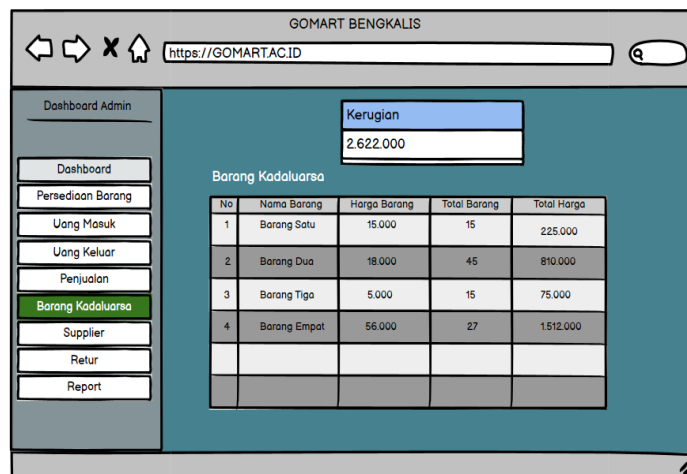 GOMART BENGKALIS
https://GOMART.AC.ID
Dashboard Admin
Dashboard
Persediaan Barang
Uang Masuk
Uang Keluar
Penjualan
Barang Kadaluarsa
Supplier
Retur
Report
Kerugian
2.622.000
Barang Kadaluarsa
No Nama Barang Harga Barang Total Barang Total Harga
1 Barang Satu 15.000 15 225.000
2 Barang Dua 18.000 45 810.000
3 Barang Tiga 5.000 15 75.000
4 Barang Empat 56.000 27 1.512.000